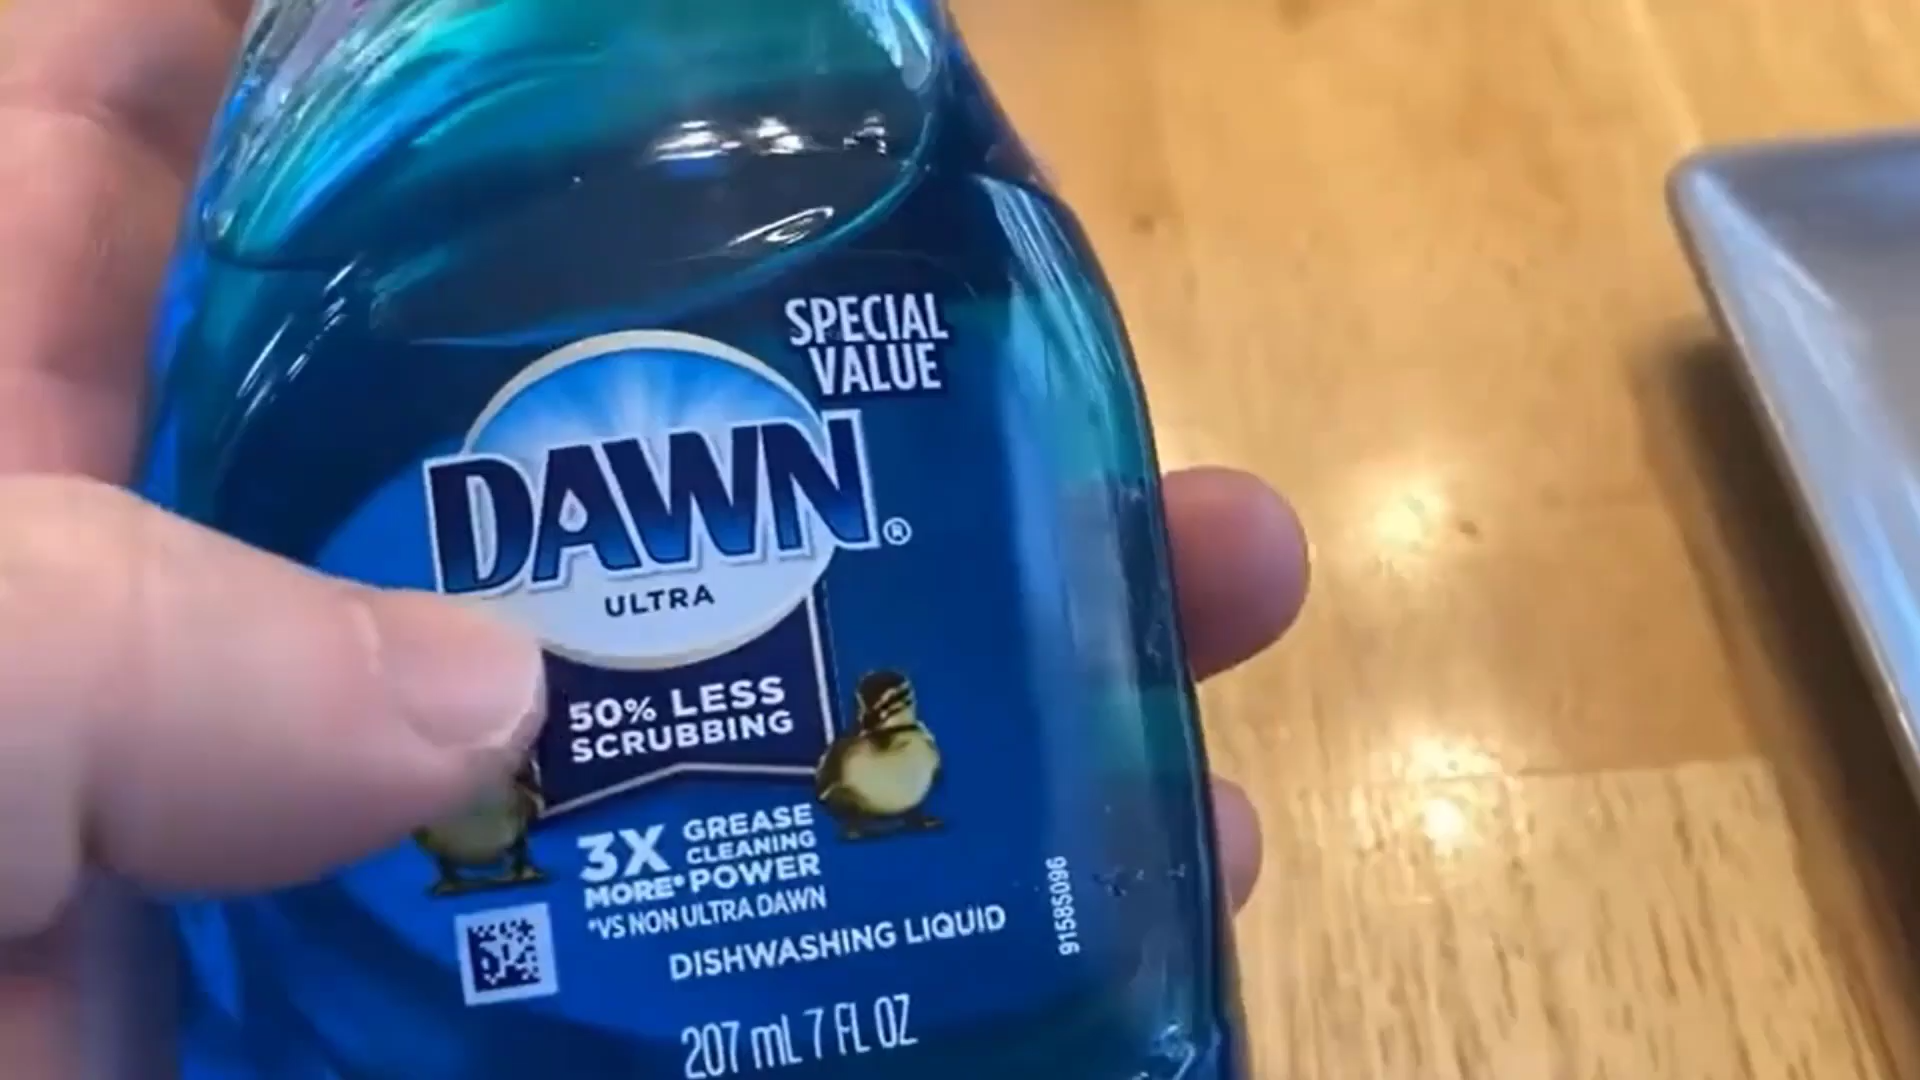 SPECIAL
VALUE
DAWN®
ULTRA
50% LESS
SCRUBBING
3X GREASE
CLEANING
MORE* POWER
*VS NON ULTRA DAWN
DISHWASHING LIQUID
91585096
207 mL 7 FL OZ